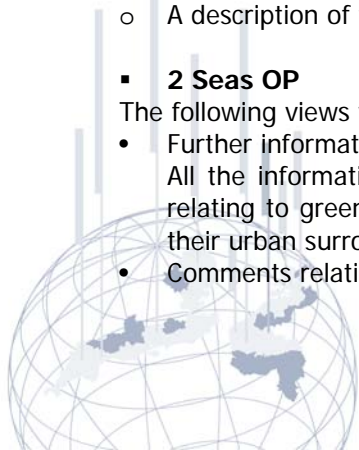 o A description of
▪ 2 Seas OP
The following views
• Further informat
All the informati
relating to green
their urban surro
• Comments relati